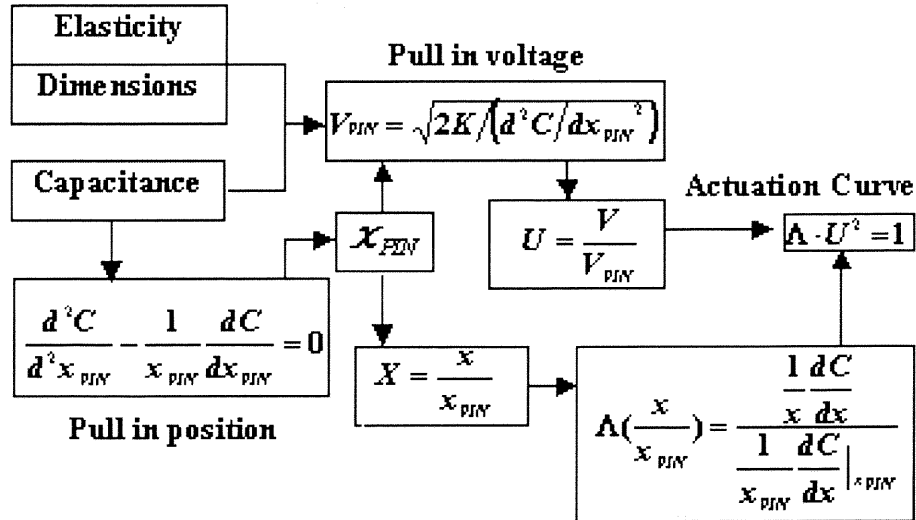 Elasticity
Dimensions
Capacitance
Pull in voltage
V_PIN = √2K/(d²C/dx_PIN²)
Actuation Curve
x_PIN
U = V/V_PIN
Λ·U² = 1
d²C/d²x_PIN − 1/x_PIN dC/dx_PIN = 0
Pull in position
X = x/x_PIN
Λ(x/x_PIN) = (1/x dC/dx)/(1/x_PIN dC/dx|x_PIN)